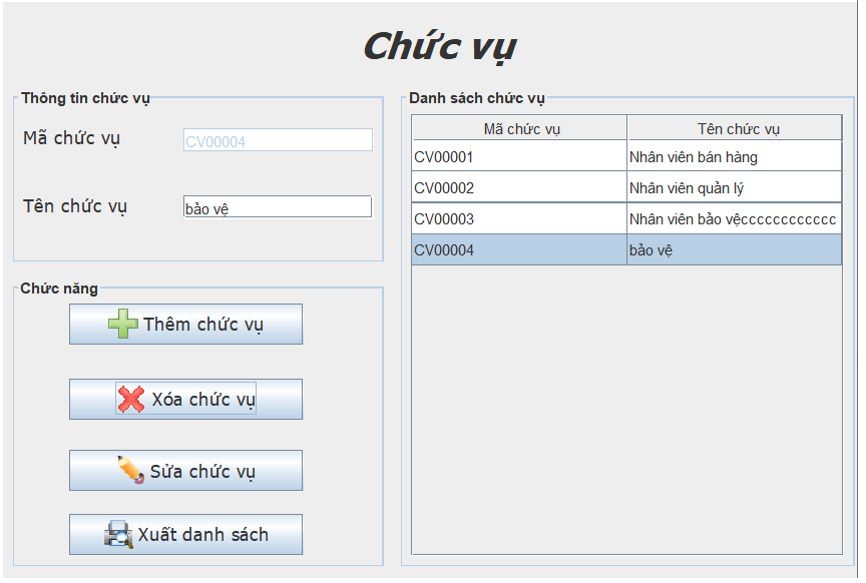 Chức vụ
Thông tin chức vụ
Mã chức vụ
CV00004
Tên chức vụ
bảo vệ
Chức năng
Thêm chức vụ
Xóa chức vụ
Sửa chức vụ
Xuất danh sách
Danh sách chức vụ
Mã chức vụ Tên chức vụ
CV00001 Nhân viên bán hàng
CV00002 Nhân viên quản lý
CV00003 Nhân viên bảo vệcccccccccccc
CV00004 bảo vệ